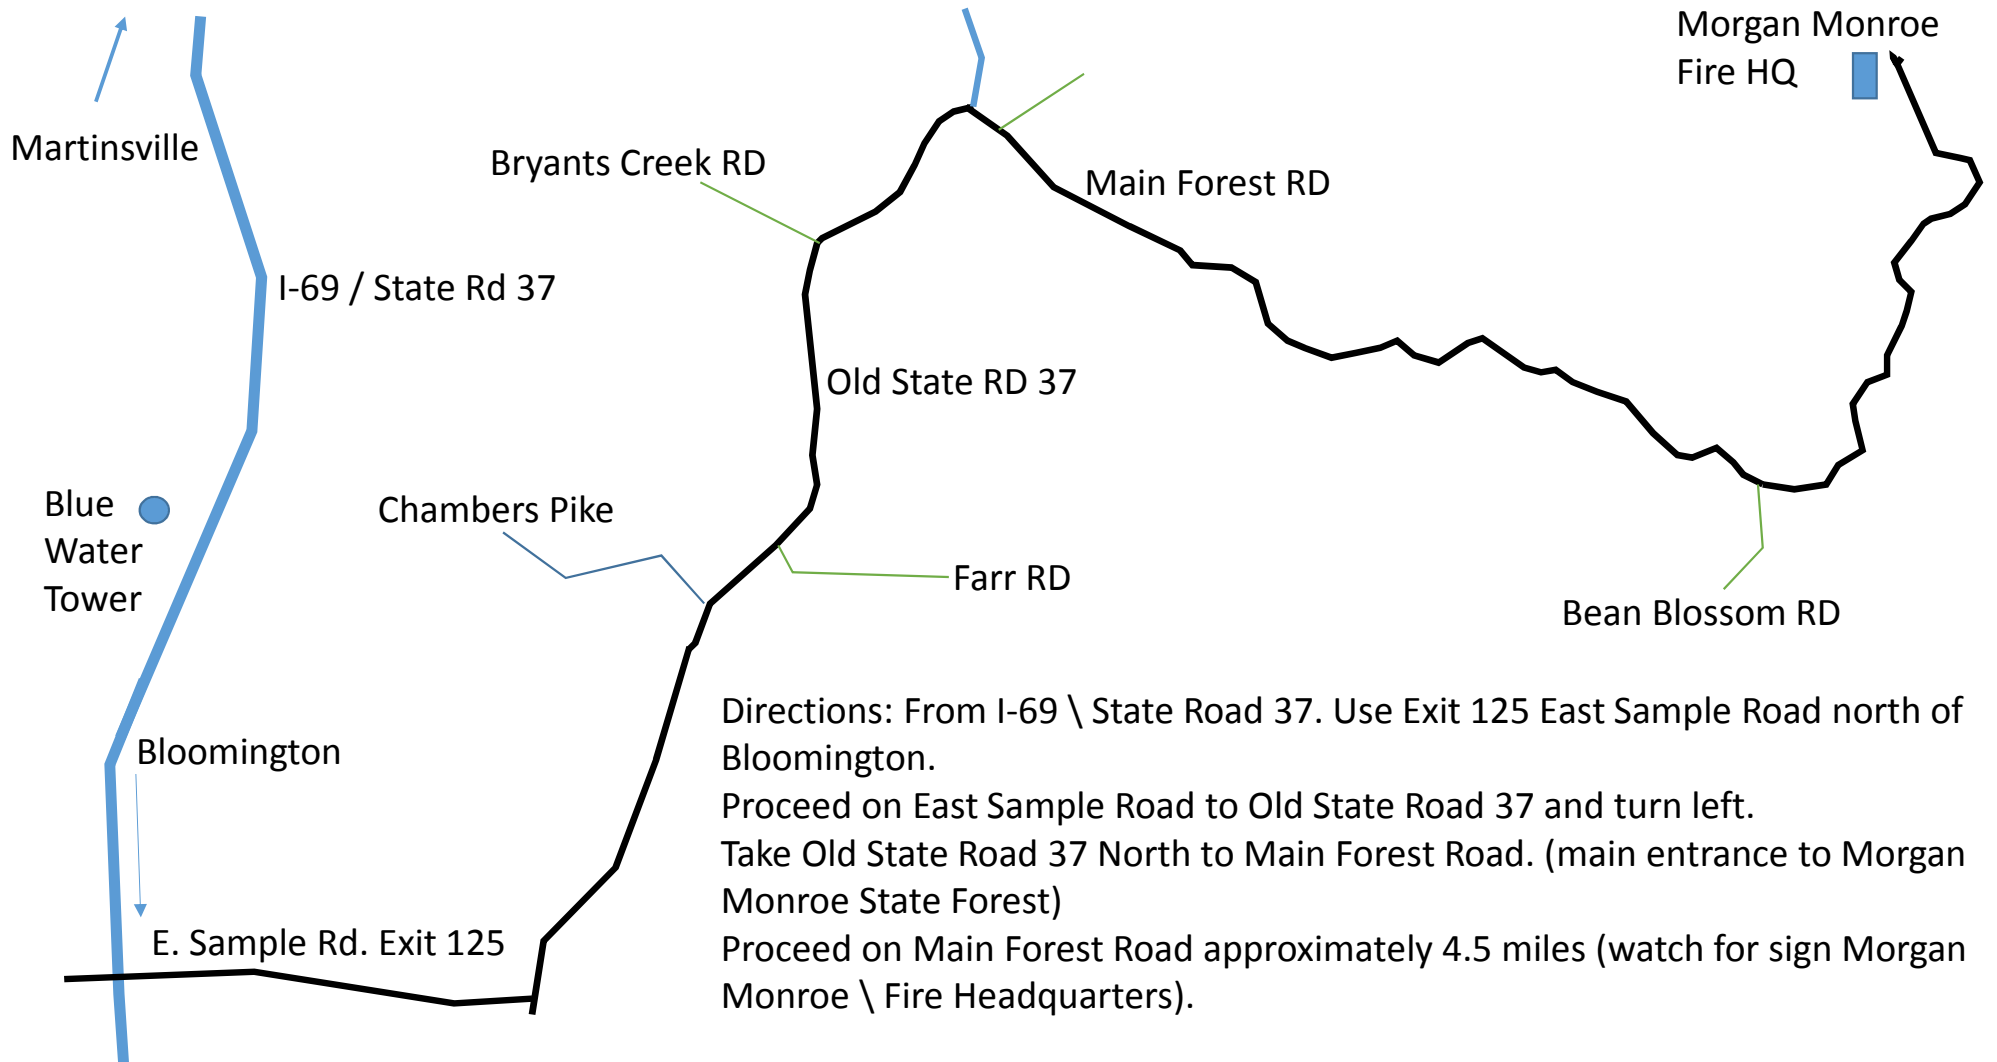 Morgan Monroe
Fire HQ
Martinsville
Bryants Creek RD
Main Forest RD
I-69 / State Rd 37
Old State RD 37
Blue
Water
Tower
Chambers Pike
Farr RD
Bean Blossom RD
Bloomington
E. Sample Rd. Exit 125
Directions: From I-69 \ State Road 37. Use Exit 125 East Sample Road north of
Bloomington.
Proceed on East Sample Road to Old State Road 37 and turn left.
Take Old State Road 37 North to Main Forest Road. (main entrance to Morgan
Monroe State Forest)
Proceed on Main Forest Road approximately 4.5 miles (watch for sign Morgan
Monroe \ Fire Headquarters).